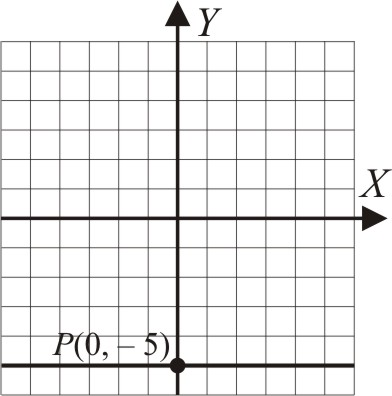 Y
X
P(0, – 5)